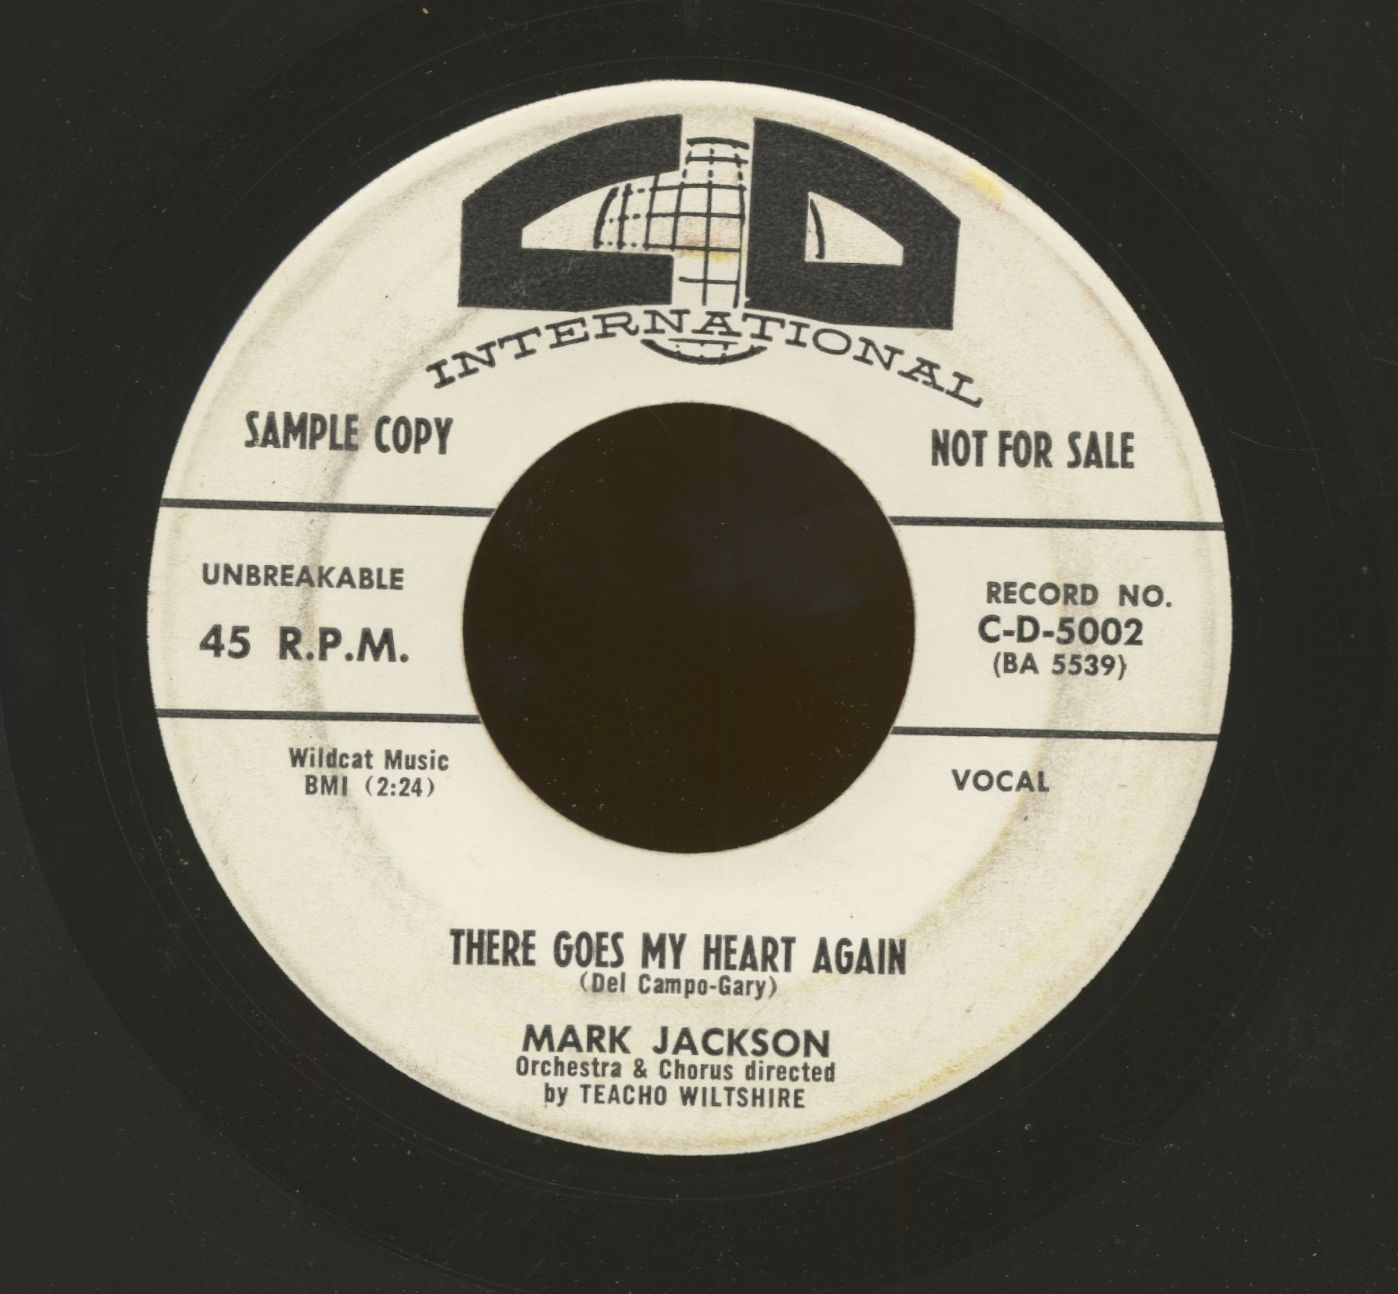 CD
INTERNATIONAL
SAMPLE COPY
NOT FOR SALE
UNBREAKABLE
45 R.P.M.
RECORD NO.
C-D-5002
(BA 5539)
Wildcat Music
BMI (2:24)
VOCAL
THERE GOES MY HEART AGAIN
(Del Campo-Gary)
MARK JACKSON
Orchestra & Chorus directed
by TEACHO WILTSHIRE